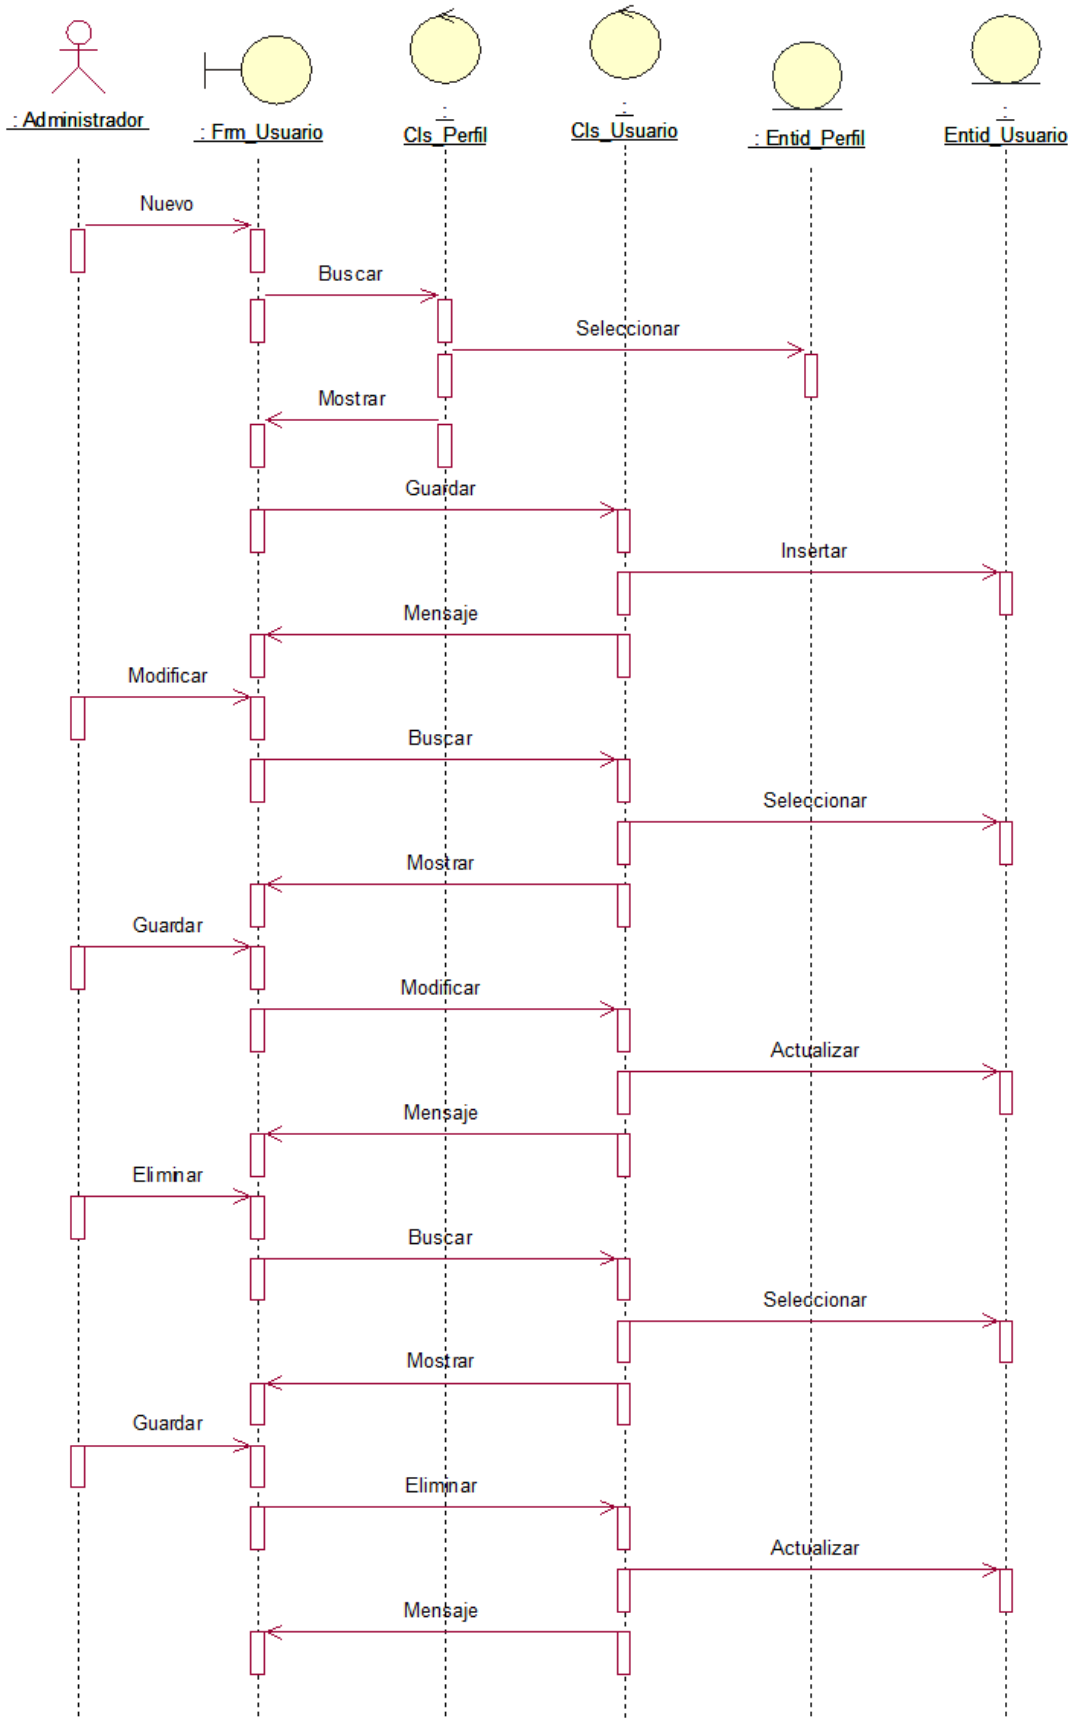 : Administrador
: Frm_Usuario
:
Cls_Perfil
:
Cls_Usuario
: Entid_Perfil
:
Entid_Usuario
Nuevo
Buscar
Seleccionar
Mostrar
Guardar
Insertar
Mensaje
Modificar
Buscar
Seleccionar
Mostrar
Guardar
Modificar
Actualizar
Mensaje
Eliminar
Buscar
Seleccionar
Mostrar
Guardar
Eliminar
Actualizar
Mensaje